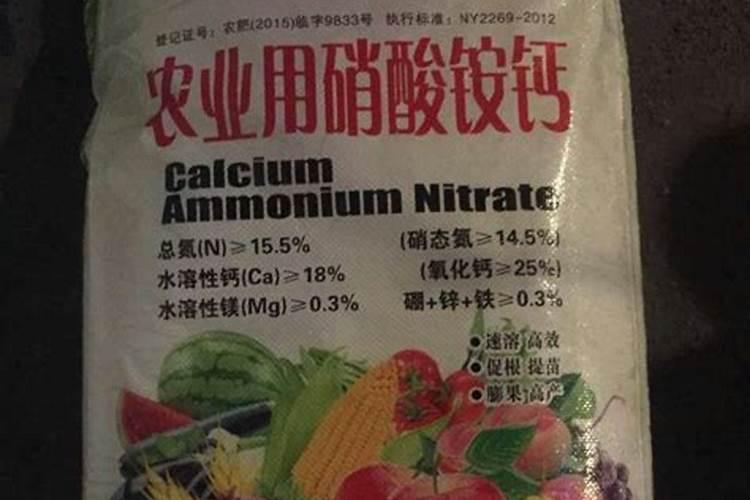 登记证号：农肥(2015)临字9833号 执行标准：NY2269-2012
农业用硝酸铵钙
Calcium
Ammonium Nitrate
总氮(N)≥15.5% (硝态氮≥14.5%)
水溶性钙(Ca)≥18% (氧化钙≥25%)
水溶性镁(Mg)≥0.3% 硼+锌+铁≥0.3%
●速溶 高效
●促根 提苗
●膨果 高产